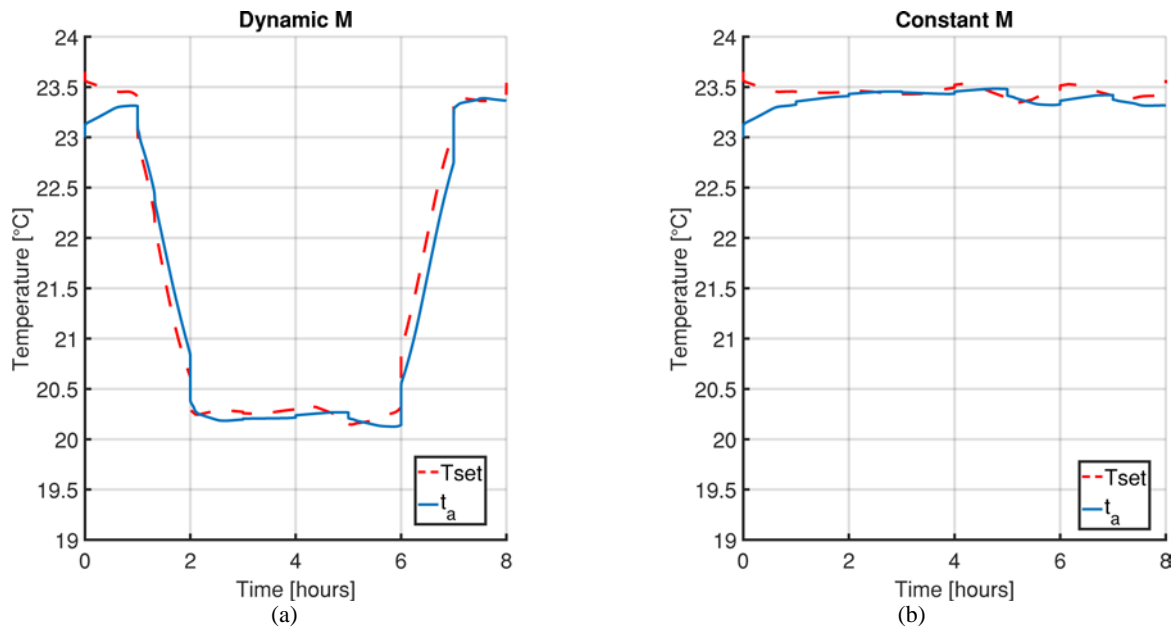 Dynamic M
24
23.5
23
22.5
22
21.5
21
20.5
20
19.5
19
0 2 4 6 8
Temperature [°C]
Time [hours]
Tset
t_a
(a)
Constant M
24
23.5
23
22.5
22
21.5
21
20.5
20
19.5
19
0 2 4 6 8
Temperature [°C]
Time [hours]
Tset
t_a
(b)